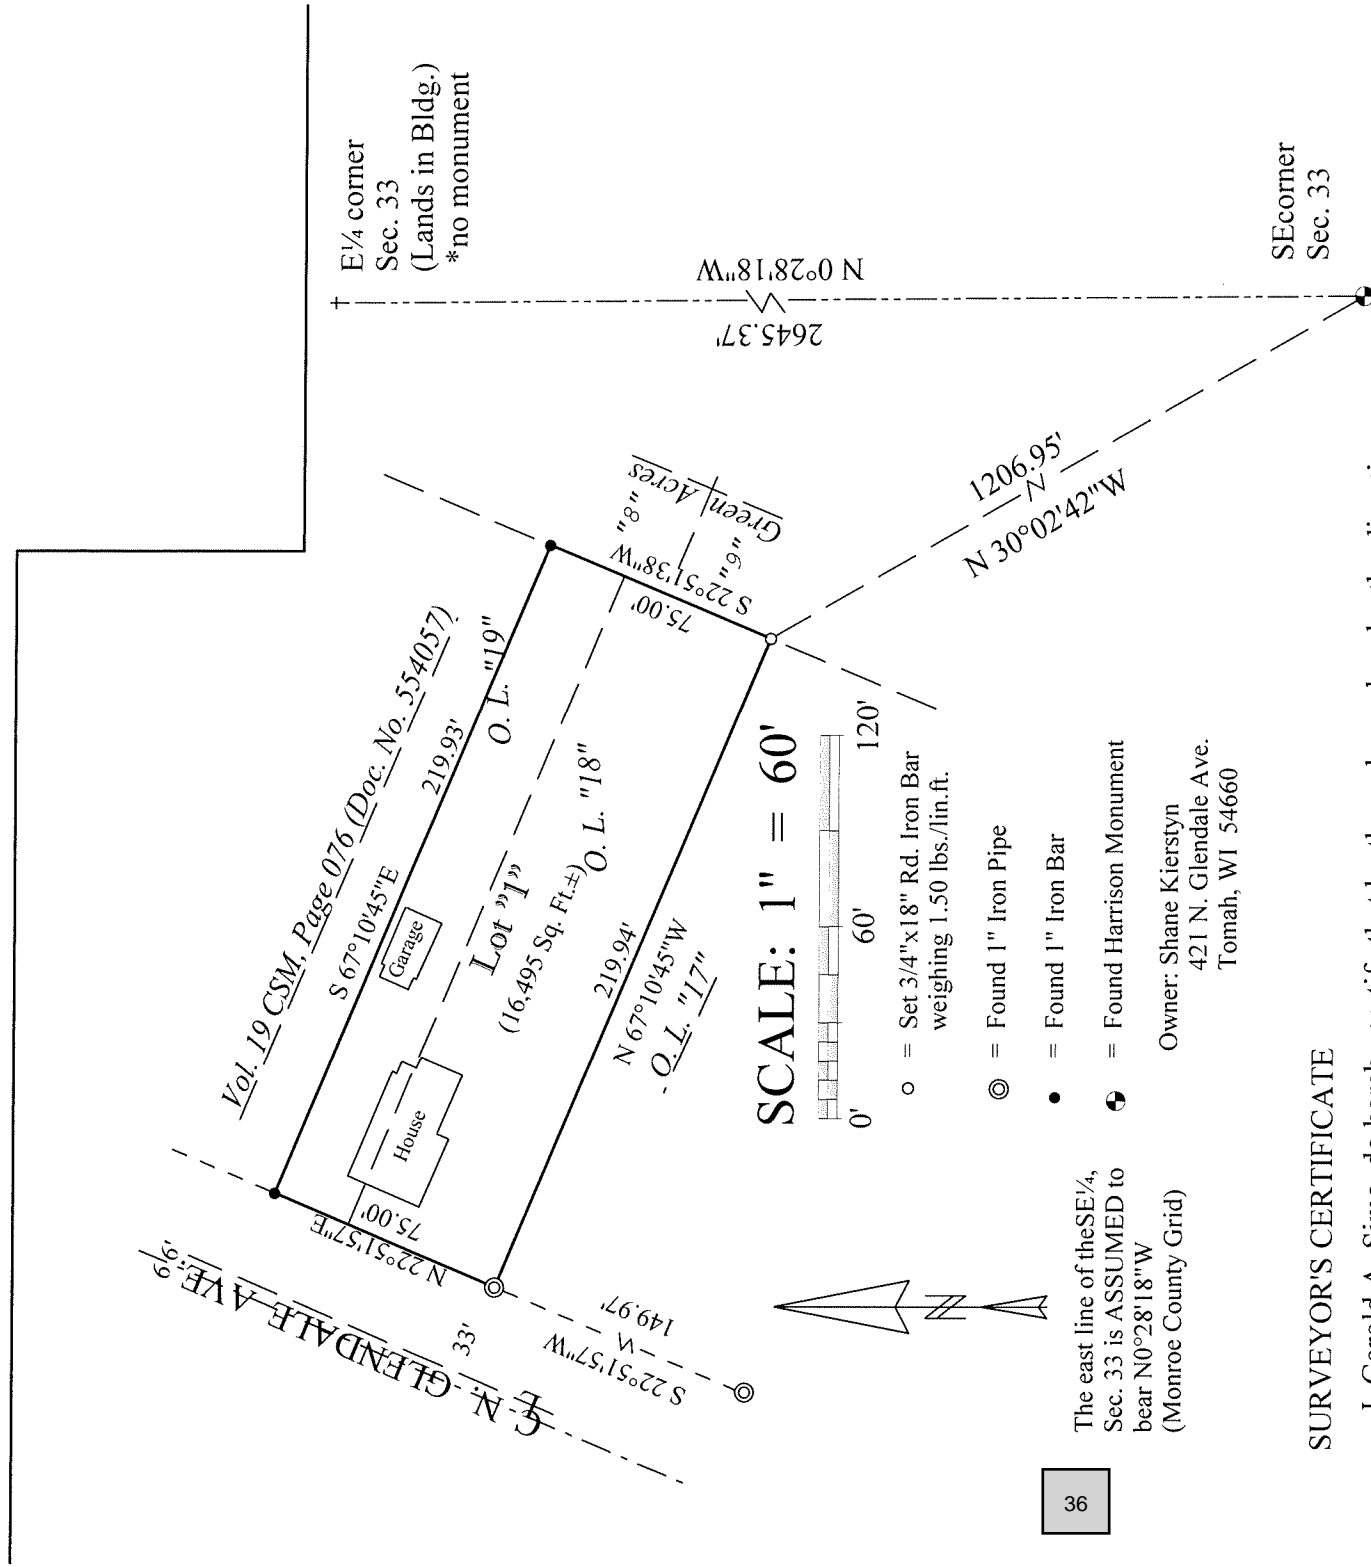 E¼ corner
Sec. 33
(Lands in Bldg.)
*no monument
Vol. 19 CSM, Page 076 (Doc. No. 554057)
S 67°10'45"E
219.93'
O. L. "19"
Garage
House
Lot "1"
(16,495 Sq. Ft.±)
O. L. "18"
219.94'
N 67°10'45"W
O. L. "17"
N 22°51'57"E
75.00'
S 22°51'38"W
75.00'
"8"
"9"
Green Acres
N 0°28'18"W
2645.37'
1206.95'
N 30°02'42"W
SEcorner
Sec. 33
N. GLENDALE AVE.
33'
149.97'
S 22°51'57"W
SCALE: 1" = 60'
0'
60'
120'
= Set 3/4"x18" Rd. Iron Bar
weighing 1.50 lbs./lin.ft.
= Found 1" Iron Pipe
= Found 1" Iron Bar
= Found Harrison Monument
Owner: Shane Kierstyn
421 N. Glendale Ave.
Tomah, WI 54660
The east line of theSE¼,
Sec. 33 is ASSUMED to
bear N0°28'18"W
(Monroe County Grid)
36
SURVEYOR'S CERTIFICATE